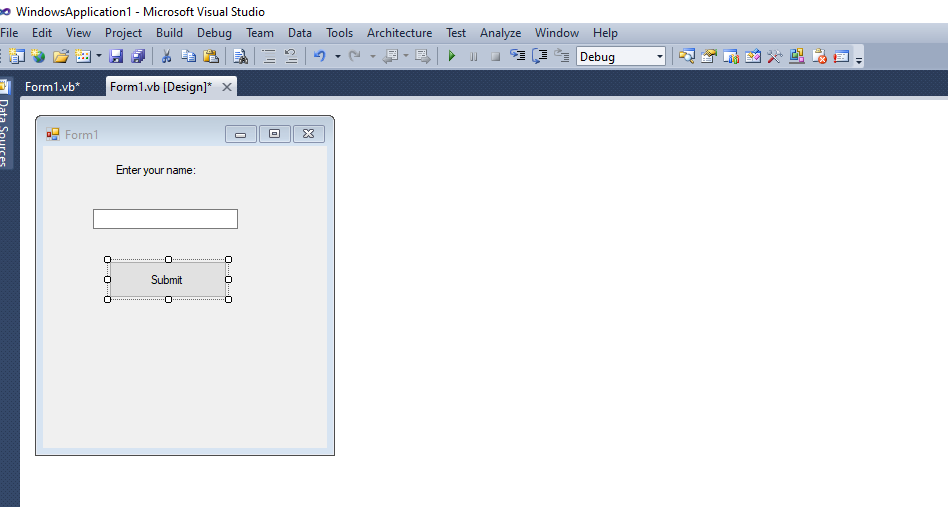 WindowsApplication1 - Microsoft Visual Studio
File Edit View Project Build Debug Team Data Tools Architecture Test Analyze Window Help
Debug
Form1.vb* Form1.vb [Design]*
Data Sources
Form1
Enter your name:
Submit